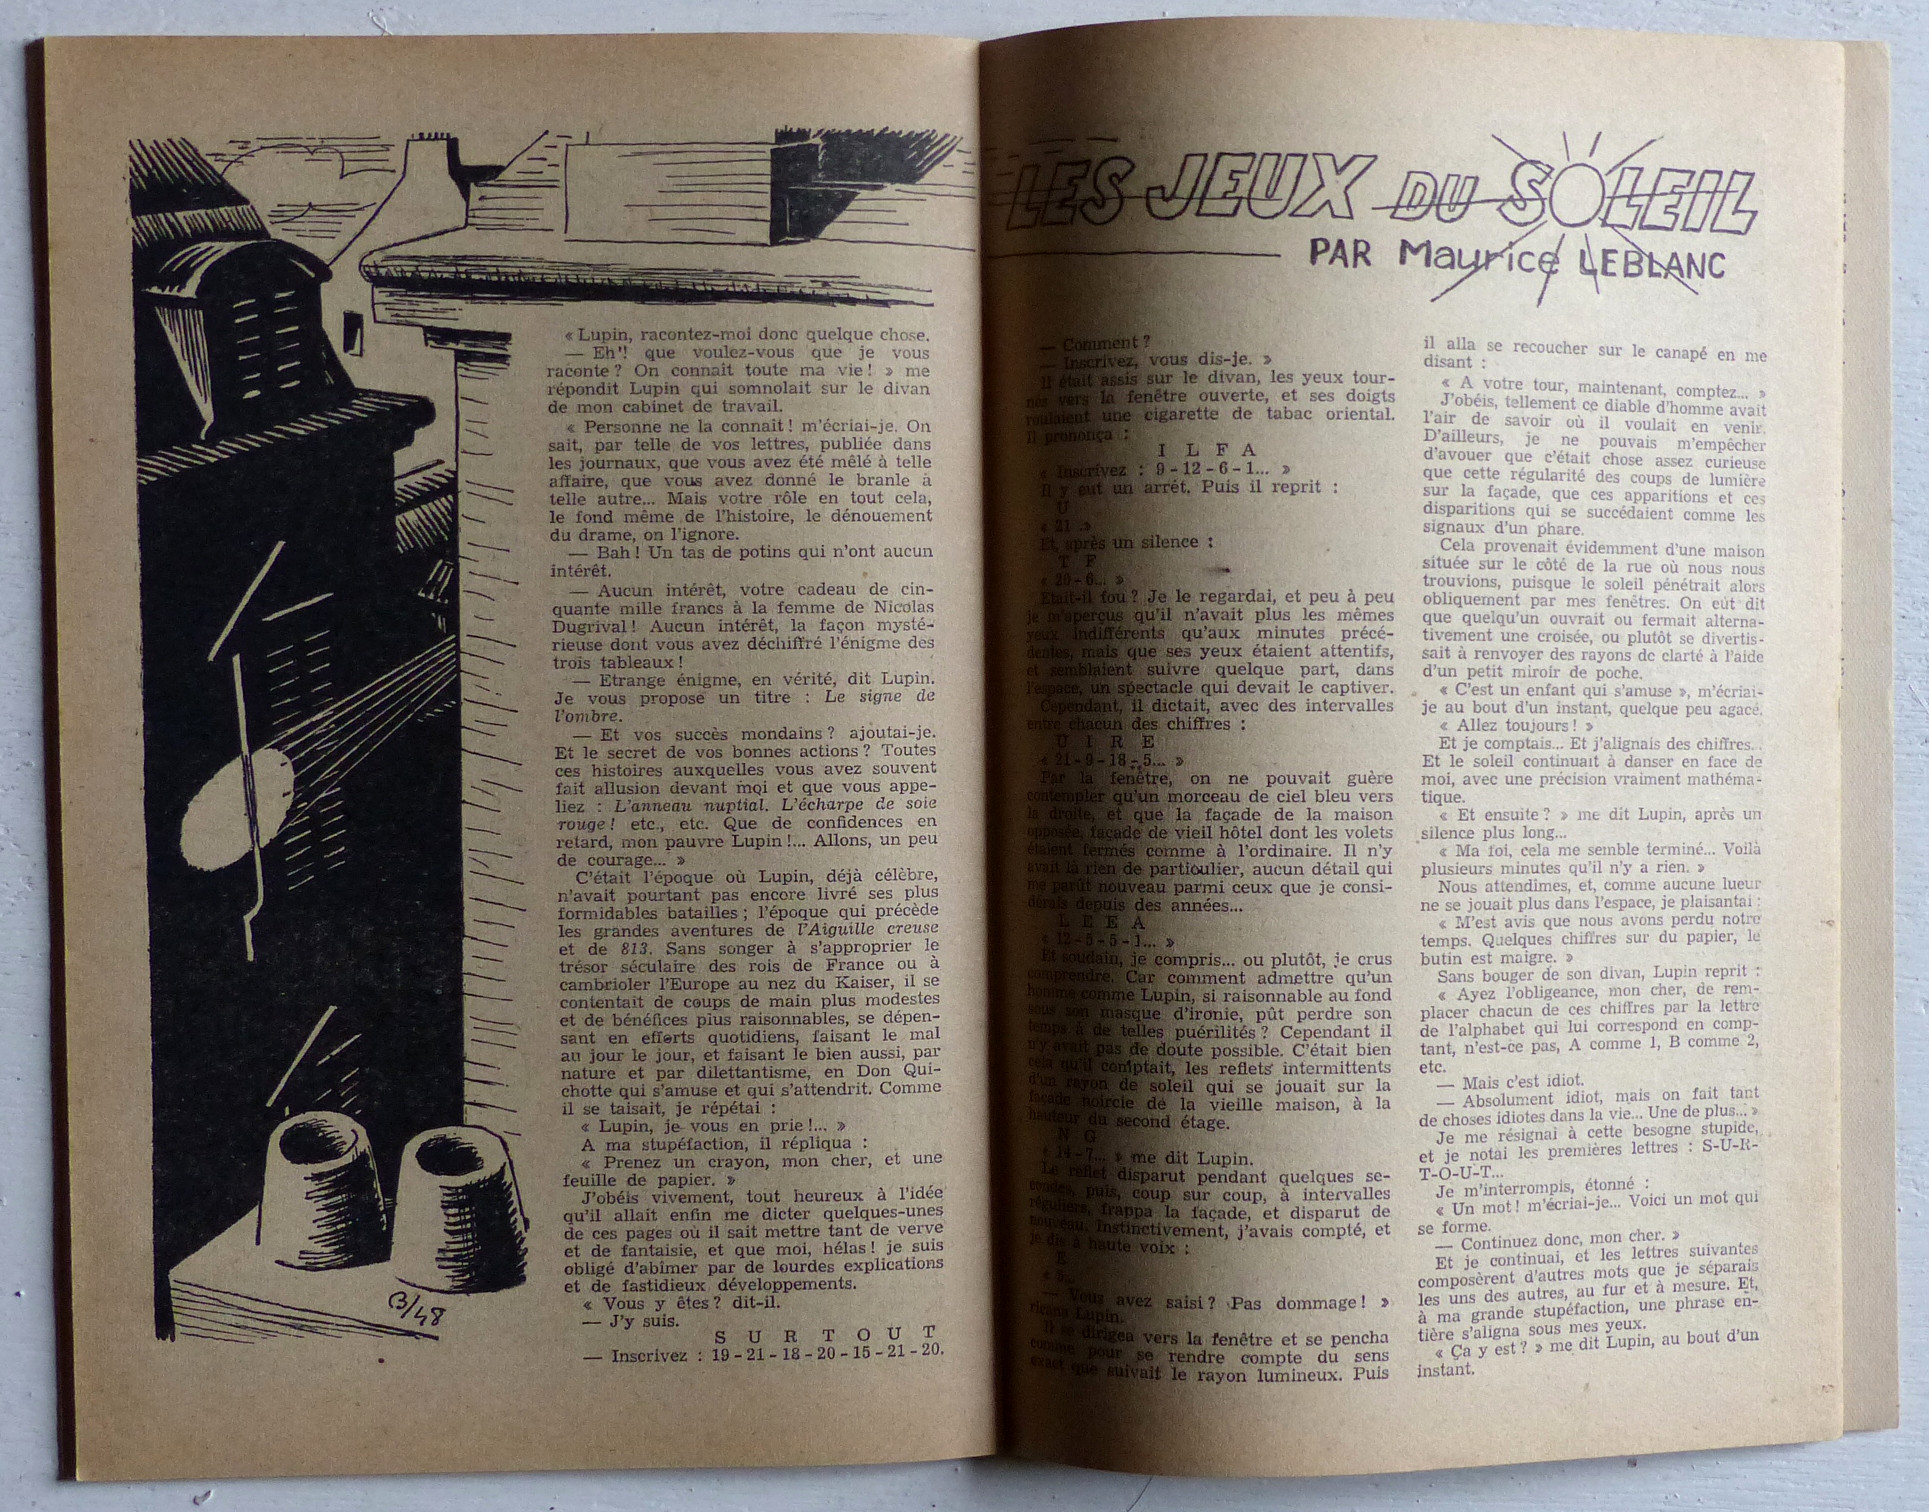 LES JEUX DU SOLEIL
PAR Maurice LEBLANC
« Lupin, racontez-moi donc quelque chose.
— Eh! que voulez-vous que je vous
raconte ? On connaît toute ma vie ! » me
répondit Lupin qui somnolait sur le divan
de mon cabinet de travail.
« Personne ne la connaît ! m'écriai-je. On
sait, par telle de vos lettres, publiée dans
les journaux, que vous avez été mêlé à telle
affaire, que vous avez donné le branle à
telle autre... Mais votre rôle en tout cela,
le fond même de l'histoire, le dénouement
du drame, on l'ignore.
— Bah ! Un tas de potins qui n'ont aucun
intérêt.
— Aucun intérêt, votre cadeau de cin-
quante mille francs à la femme de Nicolas
Dugrival ! Aucun intérêt, la façon mysté-
rieuse dont vous avez déchiffré l'énigme des
trois tableaux !
— Etrange énigme, en vérité, dit Lupin.
Je vous propose un titre : Le signe de
l'ombre.
— Et vos succès mondains ? ajoutai-je.
Et le secret de vos bonnes actions ? Toutes
ces histoires auxquelles vous avez souvent
fait allusion devant moi et que vous appe-
liez : L'anneau nuptial. L'écharpe de soie
rouge ! etc., etc. Que de confidences en
retard, mon pauvre Lupin !... Allons, un peu
de courage... »
C'était l'époque où Lupin, déjà célèbre,
n'avait pourtant pas encore livré ses plus
formidables batailles ; l'époque qui précède
les grandes aventures de l'Aiguille creuse
et de 813. Sans songer à s'approprier le
trésor séculaire des rois de France ou à
cambrioler l'Europe au nez du Kaiser, il se
contentait de coups de main plus modestes
et de bénéfices plus raisonnables, se dépen-
sant en efforts quotidiens, faisant le mal
au jour le jour, et faisant le bien aussi, par
nature et par dilettantisme, en Don Qui-
chotte qui s'amuse et qui s'attendrit. Comme
il se taisait, je répétai :
« Lupin, je vous en prie !... »
A ma stupéfaction, il répliqua :
« Prenez un crayon, mon cher, et une
feuille de papier. »
J'obéis vivement, tout heureux à l'idée
qu'il allait enfin me dicter quelques-unes
de ces pages où il sait mettre tant de verve
et de fantaisie, et que moi, hélas ! je suis
obligé d'abîmer par de lourdes explications
et de fastidieux développements.
« Vous y êtes ? dit-il.
— J'y suis.
S U R T O U T
— Inscrivez : 19 - 21 - 18 - 20 - 15 - 21 - 20.
B/48
— Comment ?
— Inscrivez, vous dis-je. »
Il était assis sur le divan, les yeux tour-
nés vers la fenêtre ouverte, et ses doigts
roulaient une cigarette de tabac oriental.
Il prononça :
I L F A
« Inscrivez : 9 - 12 - 6 - 1... »
Il y eut un arrêt. Puis il reprit :
U
« 21 »
Et, après un silence :
T F
« 20 - 6... »
Etait-il fou ? Je le regardai, et peu à peu
je m'aperçus qu'il n'avait plus les mêmes
yeux indifférents qu'aux minutes précé-
dentes, mais que ses yeux étaient attentifs,
et semblaient suivre quelque part, dans
l'espace, un spectacle qui devait le captiver.
Cependant, il dictait, avec des intervalles
entre chacun des chiffres :
U I R E
« 21 - 9 - 18 - 5... »
Par la fenêtre, on ne pouvait guère
contempler qu'un morceau de ciel bleu vers
la droite, et que la façade de la maison
opposée, façade de vieil hôtel dont les volets
étaient fermés comme à l'ordinaire. Il n'y
avait là rien de particulier, aucun détail qui
me parût nouveau parmi ceux que je consi-
dérais depuis des années...
L E E A
« 12 - 5 - 5 - 1... »
Et soudain, je compris... ou plutôt, je crus
comprendre. Car comment admettre qu'un
homme comme Lupin, si raisonnable au fond
sous son masque d'ironie, pût perdre son
temps à de telles puérilités ? Cependant il
n'y avait pas de doute possible. C'était bien
cela qu'il comptait, les reflets intermittents
d'un rayon de soleil qui se jouait sur la
façade noircie de la vieille maison, à la
hauteur du second étage.
N G
« 14 - 7... » me dit Lupin.
Le reflet disparut pendant quelques se-
condes, puis, coup sur coup, à intervalles
réguliers, frappa la façade, et disparut de
nouveau. Instinctivement, j'avais compté, et
je dis à haute voix :
E
« 5...
— Vous avez saisi ? Pas dommage ! »
ricana Lupin.
Il se dirigea vers la fenêtre et se pencha
comme pour se rendre compte du sens
exact que suivait le rayon lumineux. Puis
il alla se recoucher sur le canapé en me
disant :
« A votre tour, maintenant, comptez... »
J'obéis, tellement ce diable d'homme avait
l'air de savoir où il voulait en venir.
D'ailleurs, je ne pouvais m'empêcher
d'avouer que c'était chose assez curieuse
que cette régularité des coups de lumière
sur la façade, que ces apparitions et ces
disparitions qui se succédaient comme les
signaux d'un phare.
Cela provenait évidemment d'une maison
située sur le côté de la rue où nous nous
trouvions, puisque le soleil pénétrait alors
obliquement par mes fenêtres. On eût dit
que quelqu'un ouvrait ou fermait alterna-
tivement une croisée, ou plutôt se divertis-
sait à renvoyer des rayons de clarté à l'aide
d'un petit miroir de poche.
« C'est un enfant qui s'amuse », m'écriai-
je au bout d'un instant, quelque peu agacé.
« Allez toujours ! »
Et je comptais... Et j'alignais des chiffres..
Et le soleil continuait à danser en face de
moi, avec une précision vraiment mathéma-
tique.
« Et ensuite ? » me dit Lupin, après un
silence plus long...
« Ma foi, cela me semble terminé... Voilà
plusieurs minutes qu'il n'y a rien. »
Nous attendîmes, et, comme aucune lueur
ne se jouait plus dans l'espace, je plaisantai :
« M'est avis que nous avons perdu notre
temps. Quelques chiffres sur du papier, le
butin est maigre. »
Sans bouger de son divan, Lupin reprit :
« Ayez l'obligeance, mon cher, de rem-
placer chacun de ces chiffres par la lettre
de l'alphabet qui lui correspond en comp-
tant, n'est-ce pas, A comme 1, B comme 2,
etc.
— Mais c'est idiot.
— Absolument idiot, mais on fait tant
de choses idiotes dans la vie... Une de plus... »
Je me résignai à cette besogne stupide,
et je notai les premières lettres : S-U-R-
T-O-U-T...
Je m'interrompis, étonné :
« Un mot ! m'écriai-je... Voici un mot qui
se forme.
— Continuez donc, mon cher. »
Et je continuai, et les lettres suivantes
composèrent d'autres mots que je séparais
les uns des autres, au fur et à mesure. Et,
à ma grande stupéfaction, une phrase en-
tière s'aligna sous mes yeux.
« Ça y est ? » me dit Lupin, au bout d'un
instant.